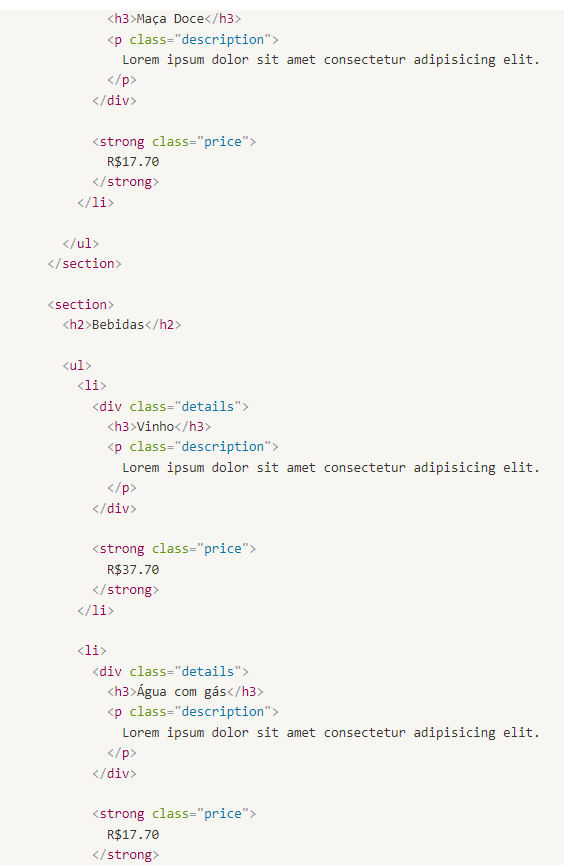 <h3>Maça Doce</h3>
<p class="description">
Lorem ipsum dolor sit amet consectetur adipisicing elit.
</p>
</div>
<strong class="price">
R$17.70
</strong>
</li>
</ul>
</section>
<section>
<h2>Bebidas</h2>
<ul>
<li>
<div class="details">
<h3>Vinho</h3>
<p class="description">
Lorem ipsum dolor sit amet consectetur adipisicing elit.
</p>
</div>
<strong class="price">
R$37.70
</strong>
</li>
<li>
<div class="details">
<h3>Água com gás</h3>
<p class="description">
Lorem ipsum dolor sit amet consectetur adipisicing elit.
</p>
</div>
<strong class="price">
R$17.70
</strong>